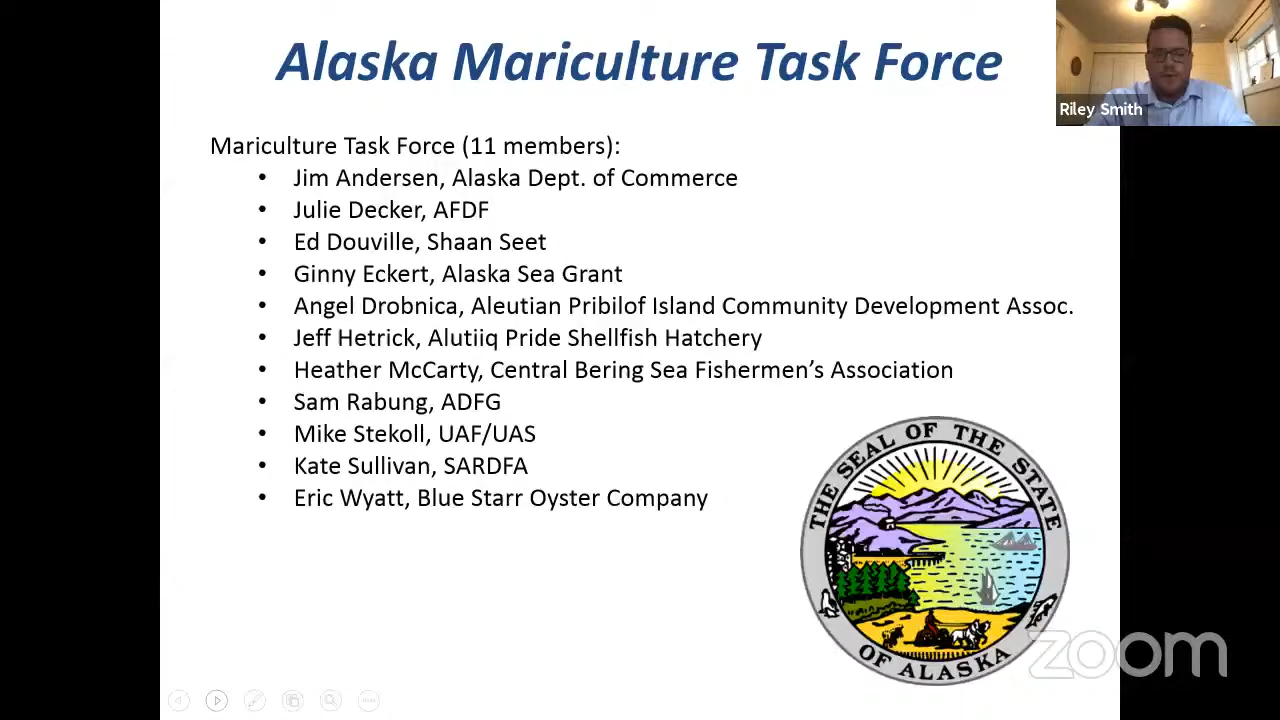 Alaska Mariculture Task Force
Riley Smith
Mariculture Task Force (11 members):
• Jim Andersen, Alaska Dept. of Commerce
• Julie Decker, AFDF
• Ed Douville, Shaan Seet
• Ginny Eckert, Alaska Sea Grant
• Angel Drobnica, Aleutian Pribilof Island Community Development Assoc.
• Jeff Hetrick, Alutiiq Pride Shellfish Hatchery
• Heather McCarty, Central Bering Sea Fishermen’s Association
• Sam Rabung, ADFG
• Mike Stekoll, UAF/UAS
• Kate Sullivan, SARDFA
• Eric Wyatt, Blue Starr Oyster Company
THE SEAL OF THE STATE
OF ALASKA
zoom